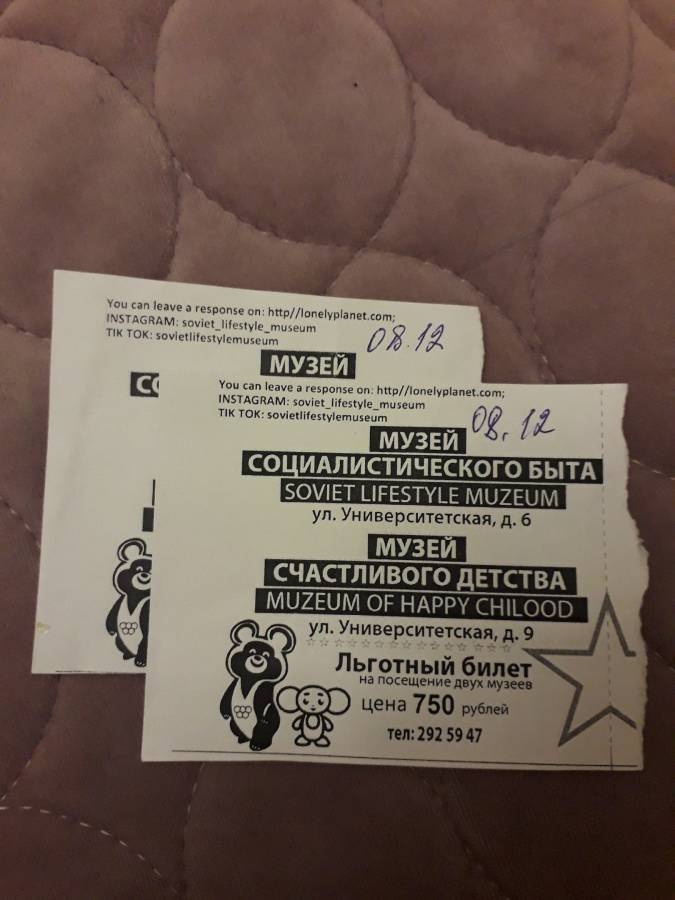 You can leave a response on: http//lonelyplanet.com;
INSTAGRAM: soviet_lifestyle_museum
TIK TOK: sovietlifestylemuseum
08.12
МУЗЕЙ
СО
You can leave a response on: http//lonelyplanet.com;
INSTAGRAM: soviet_lifestyle_museum
TIK TOK: sovietlifestylemuseum
08.12
МУЗЕЙ
СОЦИАЛИСТИЧЕСКОГО БЫТА
SOVIET LIFESTYLE MUZEUM
ул. Университетская, д. 6
МУЗЕЙ
СЧАСТЛИВОГО ДЕТСТВА
MUZEUM OF HAPPY CHILOOD
ул. Университетская, д. 9
Льготный билет
на посещение двух музеев
цена 750 рублей
тел: 292 59 47